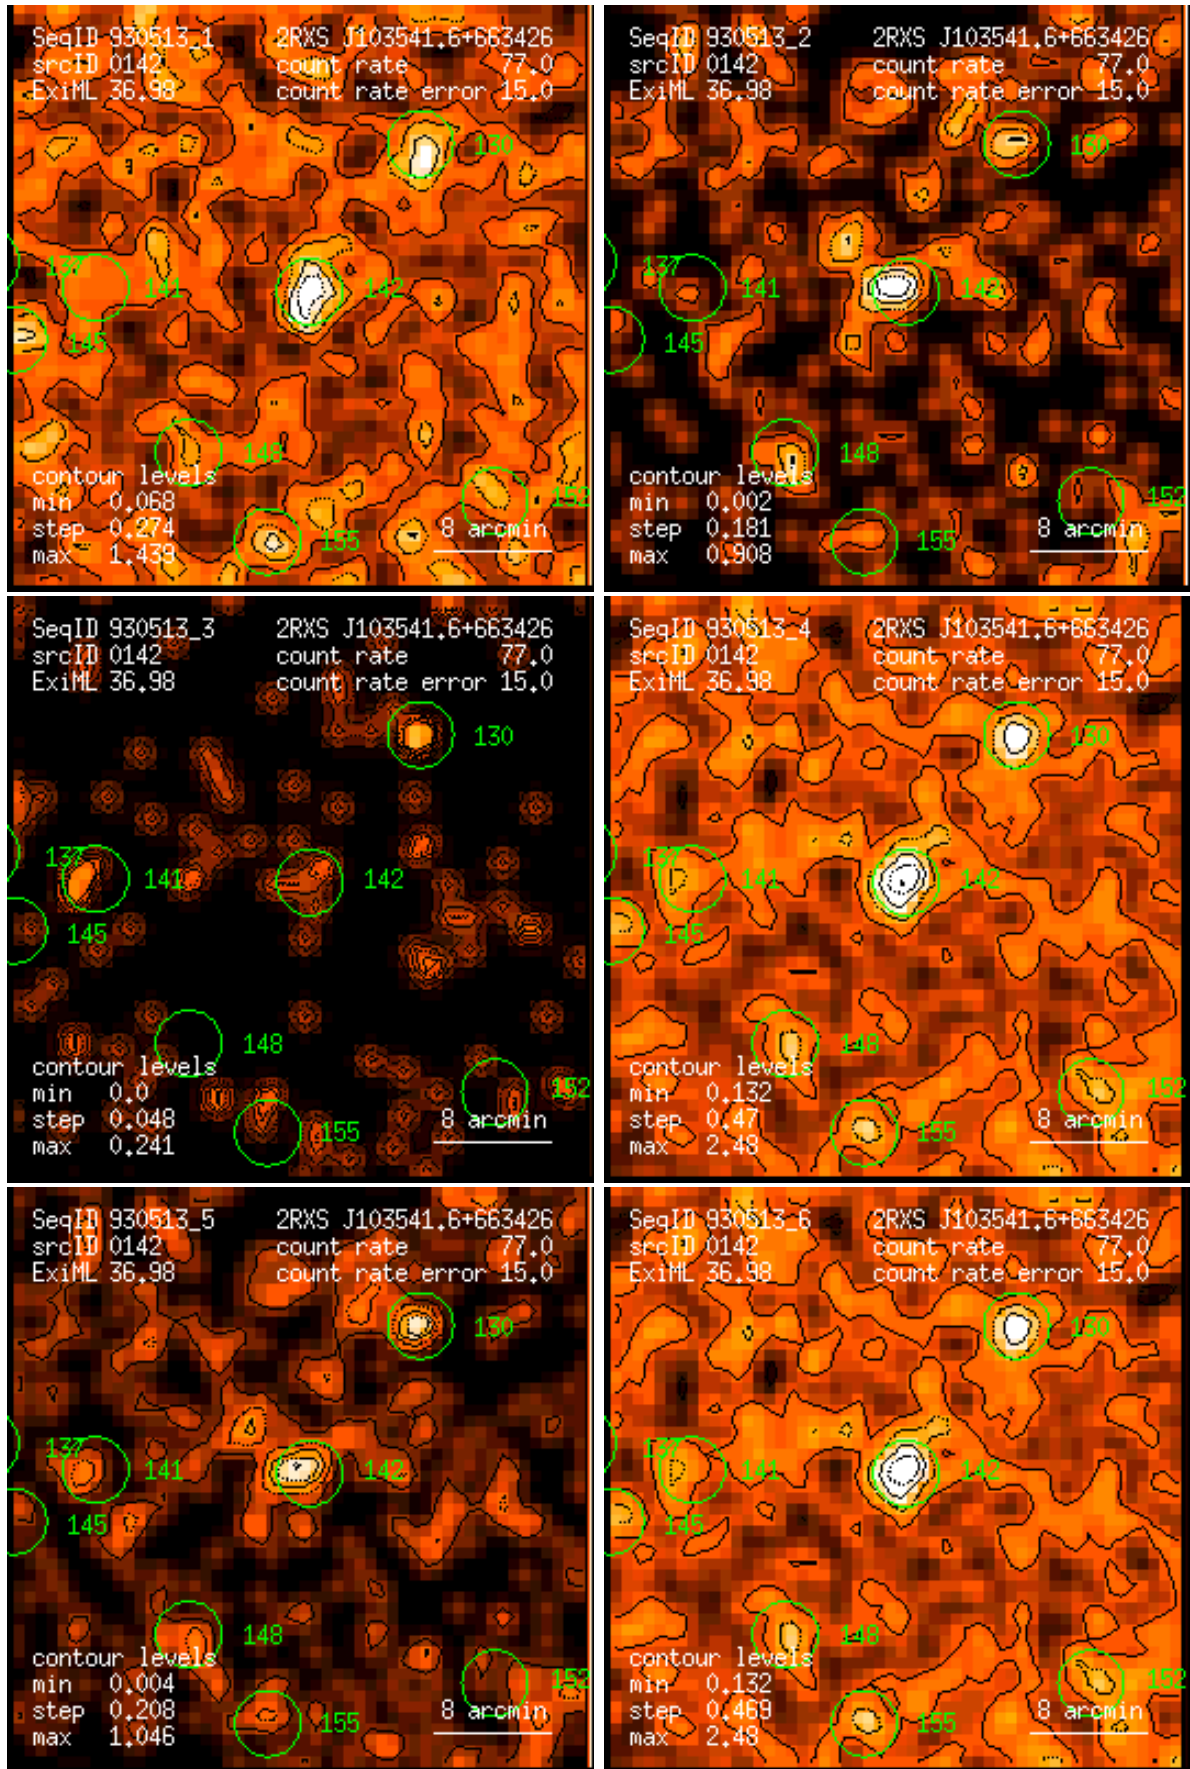 SeqID 930513_1 2RXS J103541.6+663426
srcID 0142 count rate 77.0
ExiML 36.98 count rate error 15.0
130
137
141
142
145
148
contour levels
min 0.068
152
step 0.274 8 arcmin
155
max 1.439
SeqID 930513_2 2RXS J103541.6+663426
srcID 0142 count rate 77.0
ExiML 36.98 count rate error 15.0
130
137
141
142
145
148
contour levels
min 0.002
152
step 0.181 8 arcmin
155
max 0.908
SeqID 930513_3 2RXS J103541.6+663426
srcID 0142 count rate 77.0
ExiML 36.98 count rate error 15.0
130
137
141
142
145
148
contour levels
min 0.0
152
step 0.048 8 arcmin
155
max 0.241
SeqID 930513_4 2RXS J103541.6+663426
srcID 0142 count rate 77.0
ExiML 36.98 count rate error 15.0
130
137
141
142
145
148
contour levels
min 0.132
152
step 0.47 8 arcmin
155
max 2.48
SeqID 930513_5 2RXS J103541.6+663426
srcID 0142 count rate 77.0
ExiML 36.98 count rate error 15.0
130
137
141
142
145
148
contour levels
min 0.004
152
step 0.208 8 arcmin
155
max 1.046
SeqID 930513_6 2RXS J103541.6+663426
srcID 0142 count rate 77.0
ExiML 36.98 count rate error 15.0
130
137
141
142
145
148
contour levels
min 0.132
152
step 0.469 8 arcmin
155
max 2.48